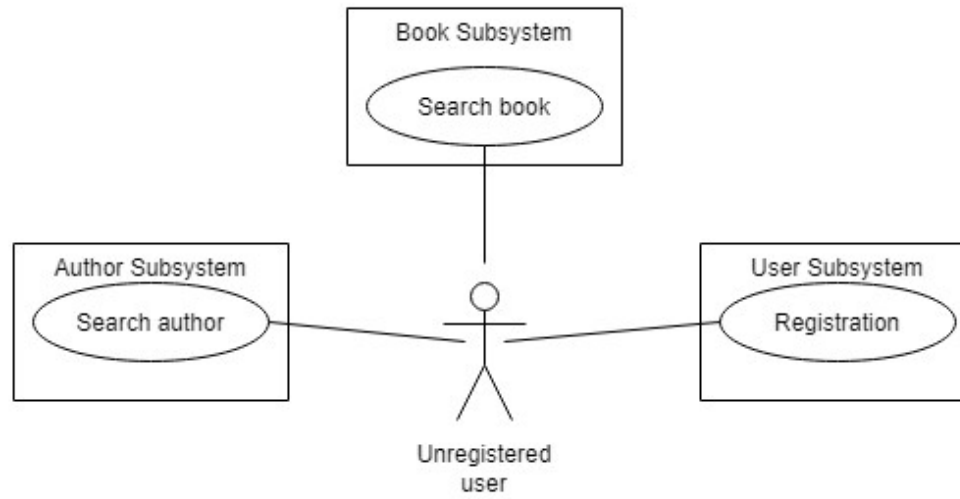 Book Subsystem
Search book
Author Subsystem
Search author
User Subsystem
Registration
Unregistered
user